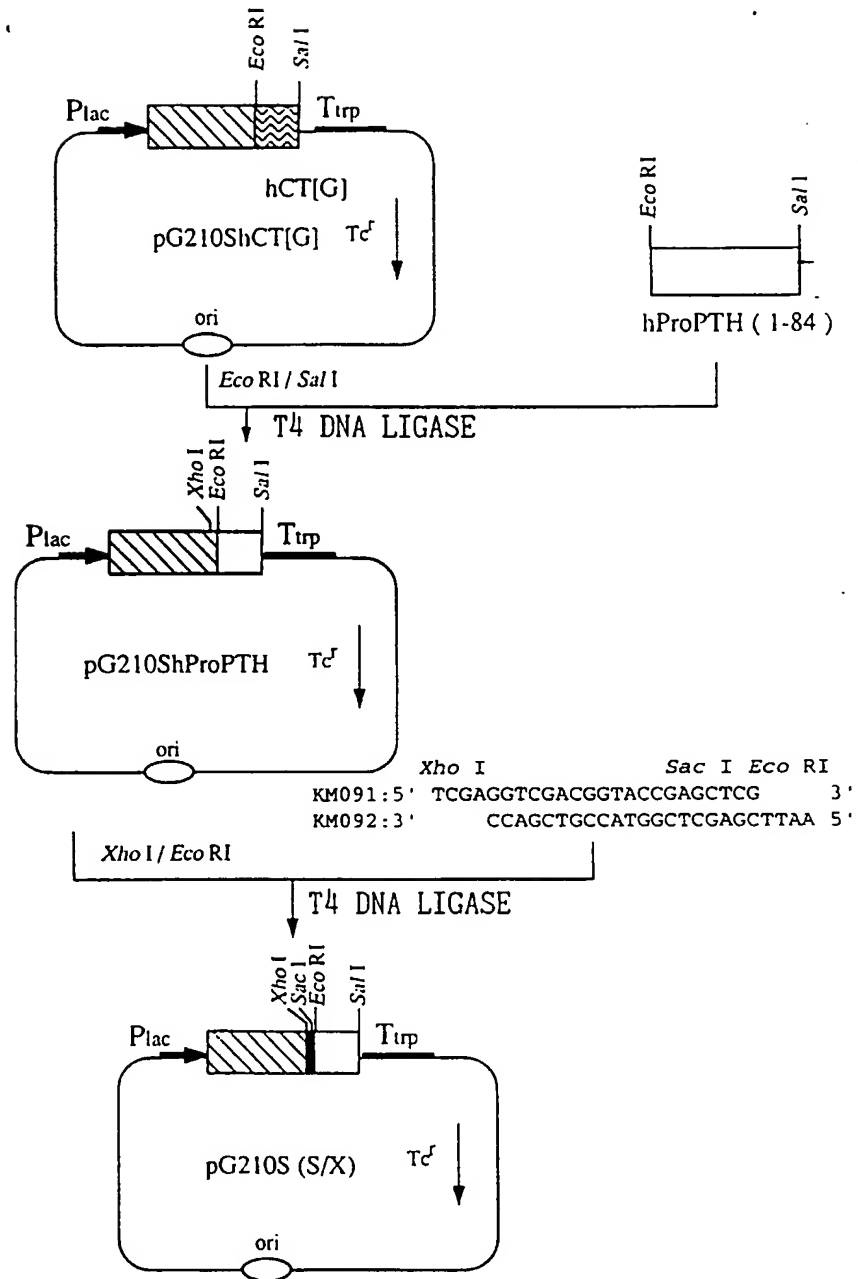 Eco RI
Sal I
Plac
Ttrp
hCT[G]
pG210ShCT[G]
Tcr
ori
Eco RI
Sal I
hProPTH ( 1-84 )
Eco RI / Sal I
T4 DNA LIGASE
Xho I
Eco RI
Sal I
Plac
Ttrp
pG210ShProPTH
Tcr
ori
Xho I Sac I Eco RI
KM091:5' TCGAGGTCGACGGTACCGAGCTCG 3'
KM092:3' CCAGCTGCCATGGCTCGAGCTTAA 5'
Xho I / Eco RI
T4 DNA LIGASE
Xho I
Sac I
Eco RI
Sal I
Plac
Ttrp
pG210S (S/X)
Tcr
ori